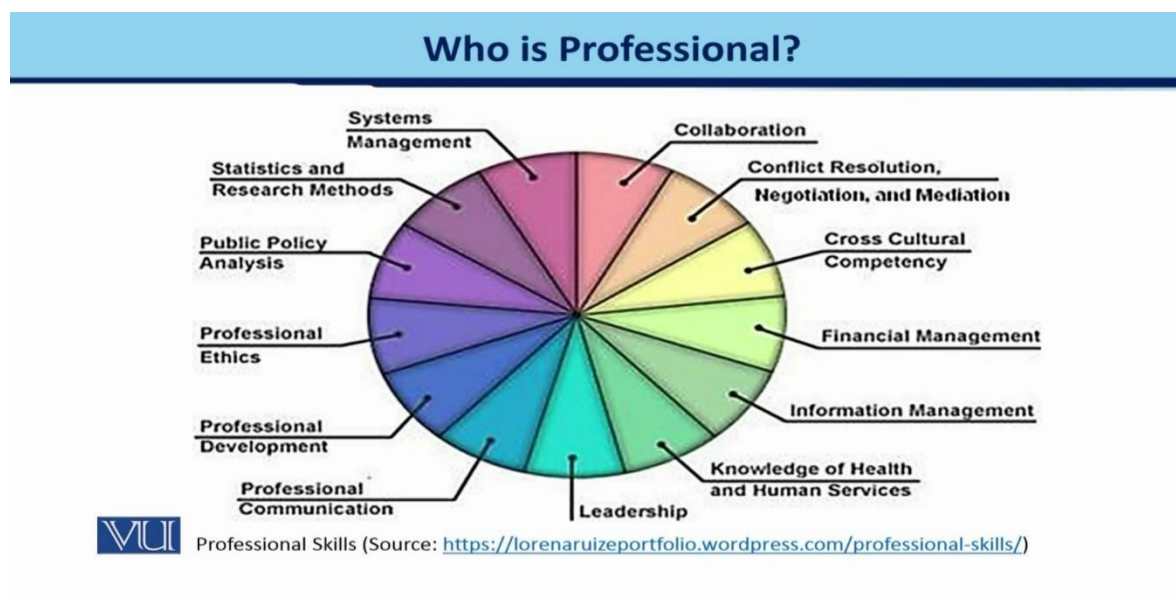 Who is Professional?
Systems
Management
Collaboration
Statistics and
Research Methods
Conflict Resolution,
Negotiation, and Mediation
Public Policy
Analysis
Cross Cultural
Competency
Professional
Ethics
Financial Management
Professional
Development
Information Management
Professional
Communication
Knowledge of Health
and Human Services
Leadership
VU Professional Skills (Source: https://lorenaruizeportfolio.wordpress.com/professional-skills/)